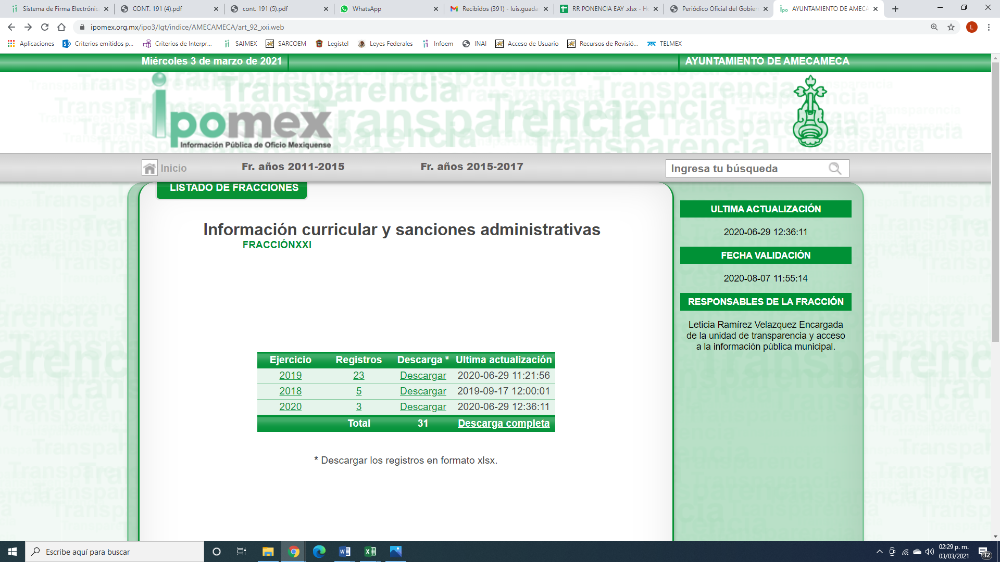 Sistema de Firma Electrónic
CONT. 191 (4).pdf
cont. 191 (5).pdf
WhatsApp
Recibidos (391) - luis.guada
RR PONENCIA EAY .xlsx - Ho
Periódico Oficial del Gobiern
AYUNTAMIENTO DE AMECA
ipomex.org.mx/ipo3/lgt/indice/AMECAMECA/art_92_xxi.web
L
Aplicaciones
Criterios emitidos p...
Criterios de Interpr...
SAIMEX
SARCOEM
Legistel
Leyes Federales
Infoem
INAI
Acceso de Usuario
Recursos de Revisió...
TELMEX
Miércoles 3 de marzo de 2021
AYUNTAMIENTO DE AMECAMECA
ipomex
Información Pública de Oficio Mexiquense
Transparencia
Inicio
Fr. años 2011-2015
Fr. años 2015-2017
Ingresa tu búsqueda
LISTADO DE FRACCIONES
Información curricular y sanciones administrativas
FRACCIÓNXXI
Ejercicio Registros Descarga * Ultima actualización
2019 23 Descargar 2020-06-29 11:21:56
2018 5 Descargar 2019-09-17 12:00:01
2020 3 Descargar 2020-06-29 12:36:11
Total 31 Descarga completa
* Descargar los registros en formato xlsx.
ULTIMA ACTUALIZACIÓN
2020-06-29 12:36:11
FECHA VALIDACIÓN
2020-08-07 11:55:14
RESPONSABLES DE LA FRACCIÓN
Leticia Ramírez Velazquez Encargada
de la unidad de transparencia y acceso
a la información pública municipal.
Escribe aquí para buscar
02:29 p. m.
03/03/2021
32